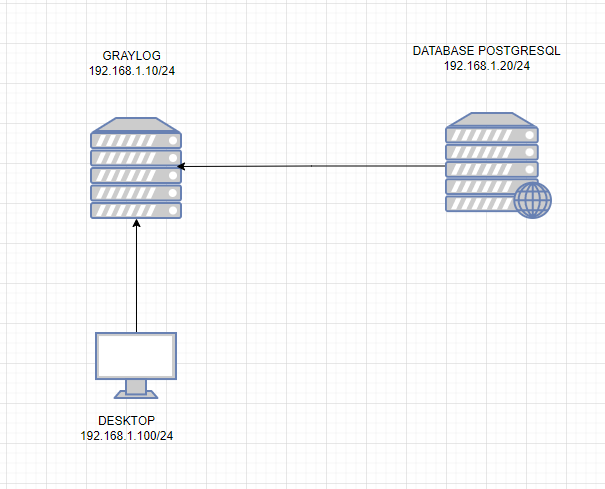 GRAYLOG
192.168.1.10/24
DATABASE POSTGRESQL
192.168.1.20/24
DESKTOP
192.168.1.100/24